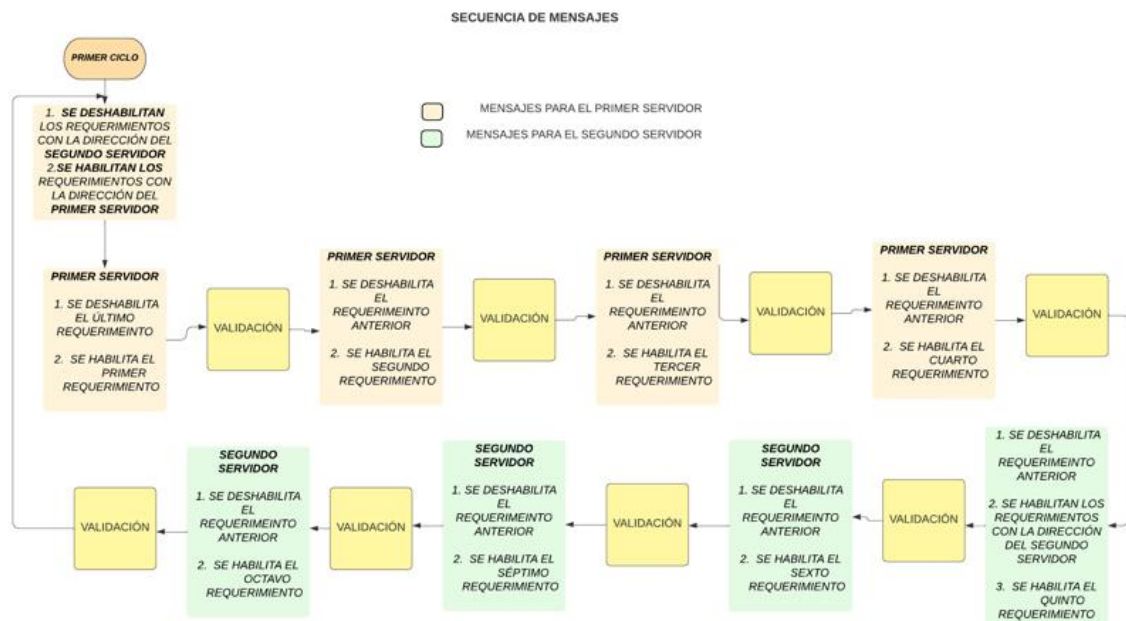 SECUENCIA DE MENSAJES
PRIMER CICLO
1. SE DESHABILITAN
LOS REQUERIMIENTOS
CON LA DIRECCIÓN DEL
SEGUNDO SERVIDOR
2.SE HABILITAN LOS
REQUERIMIENTOS CON
LA DIRECCIÓN DEL
PRIMER SERVIDOR
MENSAJES PARA EL PRIMER SERVIDOR
MENSAJES PARA EL SEGUNDO SERVIDOR
PRIMER SERVIDOR
1. SE DESHABILITA
EL ÚLTIMO
REQUERIMEINTO
2. SE HABILITA EL
PRIMER
REQUERIMIENTO
VALIDACIÓN
PRIMER SERVIDOR
1. SE DESHABILITA
EL
REQUERIMEINTO
ANTERIOR
2. SE HABILITA EL
SEGUNDO
REQUERIMIENTO
VALIDACIÓN
PRIMER SERVIDOR
1. SE DESHABILITA
EL
REQUERIMEINTO
ANTERIOR
2. SE HABILITA EL
TERCER
REQUERIMIENTO
VALIDACIÓN
PRIMER SERVIDOR
1. SE DESHABILITA
EL
REQUERIMEINTO
ANTERIOR
2. SE HABILITA EL
CUARTO
REQUERIMIENTO
VALIDACIÓN
1. SE DESHABILITA
EL
REQUERIMEINTO
ANTERIOR
2. SE HABILITAN LOS
REQUERIMIENTOS
CON LA DIRECCIÓN
DEL SEGUNDO
SERVIDOR
3. SE HABILITA EL
QUINTO
REQUERIMIENTO
VALIDACIÓN
SEGUNDO
SERVIDOR
1. SE DESHABILITA
EL
REQUERIMEINTO
ANTERIOR
2. SE HABILITA EL
SEXTO
REQUERIMIENTO
VALIDACIÓN
SEGUNDO
SERVIDOR
1. SE DESHABILITA
EL
REQUERIMEINTO
ANTERIOR
2. SE HABILITA EL
SÉPTIMO
REQUERIMIENTO
VALIDACIÓN
SEGUNDO
SERVIDOR
1. SE DESHABILITA
EL
REQUERIMEINTO
ANTERIOR
2. SE HABILITA EL
OCTAVO
REQUERIMIENTO
VALIDACIÓN